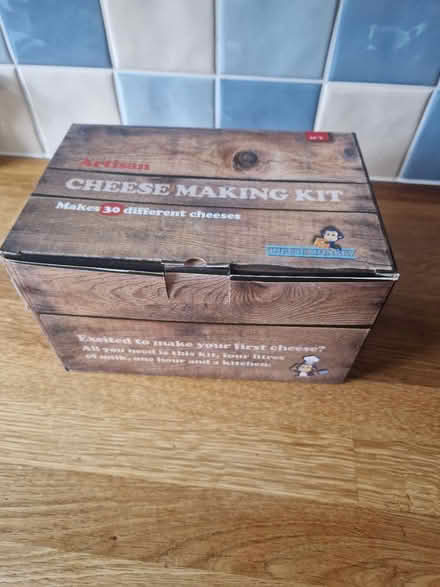 Artisan
CHEESE MAKING KIT
Makes 30 different cheeses
Excited to make your first cheese?
All you need is this kit, four litres
of milk, one hour and a kitchen.